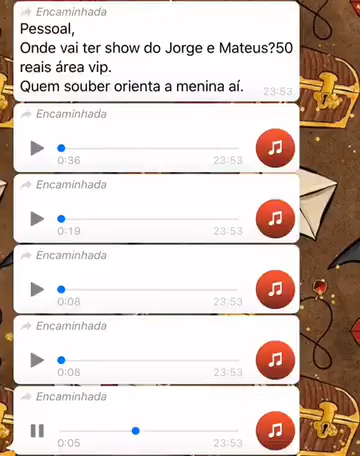 Encaminhada
Pessoal,
Onde vai ter show do Jorge e Mateus?50
reais área vip.
Quem souber orienta a menina aí.
23:53
Encaminhada
0:36
23:53
Encaminhada
0:19
23:53
Encaminhada
0:08
23:53
Encaminhada
0:08
23:53
Encaminhada
0:05
23:53